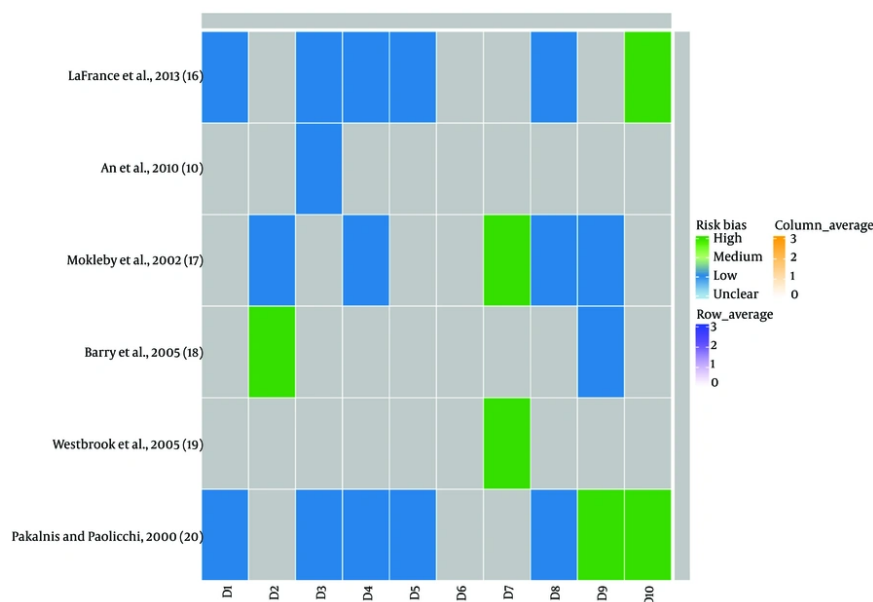 LaFrance et al., 2013 (16)
An et al., 2010 (10)
Mokleby et al., 2002 (17)
Barry et al., 2005 (18)
Westbrook et al., 2005 (19)
Pakalnis and Paolicchi, 2000 (20)
D1 D2 D3 D4 D5 D6 D7 D8 D9 D10
Risk bias
High
Medium
Low
Unclear
Column_average
3
2
1
0
Row_average
3
2
1
0